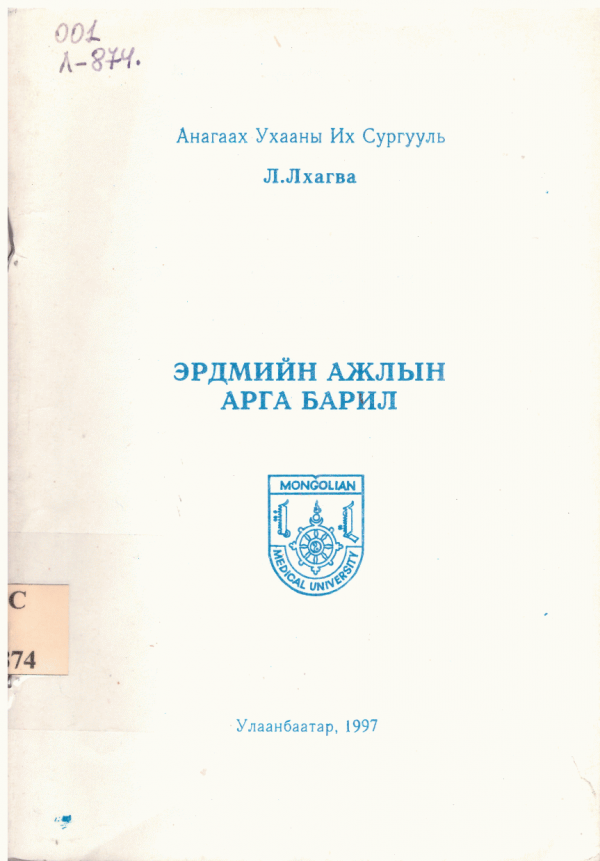 001
Л-874.
Анагаах Ухааны Их Сургууль
Л.Лхагва
ЭРДМИЙН АЖЛЫН
АРГА БАРИЛ
MONGOLIAN
MEDICAL UNIVERSITY
С
874
Улаанбаатар, 1997